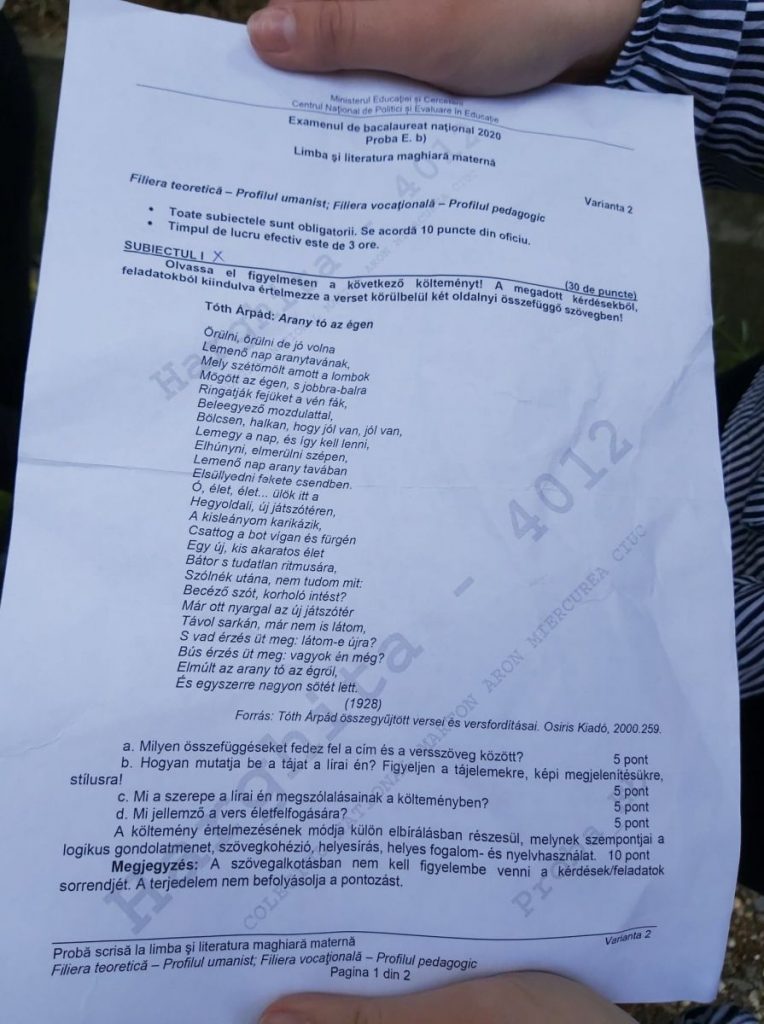 Ministerul Educației și Cercetării
Centrul Național de Politici și Evaluare în Educație
Examenul de bacalaureat național 2020
Proba E. b)
Limba și literatura maghiară maternă
Filiera teoretică – Profilul umanist; Filiera vocațională – Profilul pedagogic
Varianta 2
• Toate subiectele sunt obligatorii. Se acordă 10 puncte din oficiu.
• Timpul de lucru efectiv este de 3 ore.
SUBIECTUL I X (30 de puncte)
Olvassa el figyelmesen a következő költeményt! A megadott kérdésekből,
feladatokból kiindulva értelmezze a verset körülbelül két oldalnyi összefüggő szövegben!
Tóth Árpád: Arany tó az égen
Örülni, örülni de jó volna
Lemenő nap aranytavának,
Mely szétömölt amott a lombok
Mögött az égen, s jobbra-balra
Ringatják fejüket a vén fák,
Beleegyező mozdulattal,
Bölcsen, halkan, hogy jól van, jól van,
Lemegy a nap, és így kell lenni,
Elhúnyni, elmerülni szépen,
Lemenő nap arany tavában
Elsüllyedni fekete csendben.
Ó, élet, élet... ülök itt a
Hegyoldali, új játszótéren,
A kisleányom karikázik,
Csattog a bot vigan és fürgén
Egy új, kis akaratos élet
Bátor s tudatlan ritmusára,
Szólnék utána, nem tudom mit:
Becéző szót, korholó intést?
Már ott nyargal az új játszótér
Távol sarkán, már nem is látom,
S vad érzés üt meg: látom-e újra?
Bús érzés üt meg: vagyok én még?
Elmúlt az arany tó az égről,
És egyszerre nagyon sötét lett.
(1928)
Forrás: Tóth Árpád összegyűjtött versei és versfordításai. Osiris Kiadó, 2000.259.
a. Milyen összefüggéseket fedez fel a cím és a versszöveg között? 5 pont
b. Hogyan mutatja be a tájat a lírai én? Figyeljen a tájelemekre, képi megjelenítésükre,
stílusra! 5 pont
c. Mi a szerepe a lírai én megszólalásainak a költeményben? 5 pont
d. Mi jellemző a vers életfelfogására? 5 pont
A költemény értelmezésének módja külön elbírálásban részesül, melynek szempontjai a
logikus gondolatmenet, szövegkohézió, helyesírás, helyes fogalom- és nyelvhasználat. 10 pont
Megjegyzés: A szövegalkotásban nem kell figyelembe venni a kérdések/feladatok
sorrendjét. A terjedelem nem befolyásolja a pontozást.
Harghita - 4012
Probă scrisă la limba și literatura maghiară maternă
Varianta 2
Filiera teoretică – Profilul umanist; Filiera vocațională – Profilul pedagogic
Pagina 1 din 2